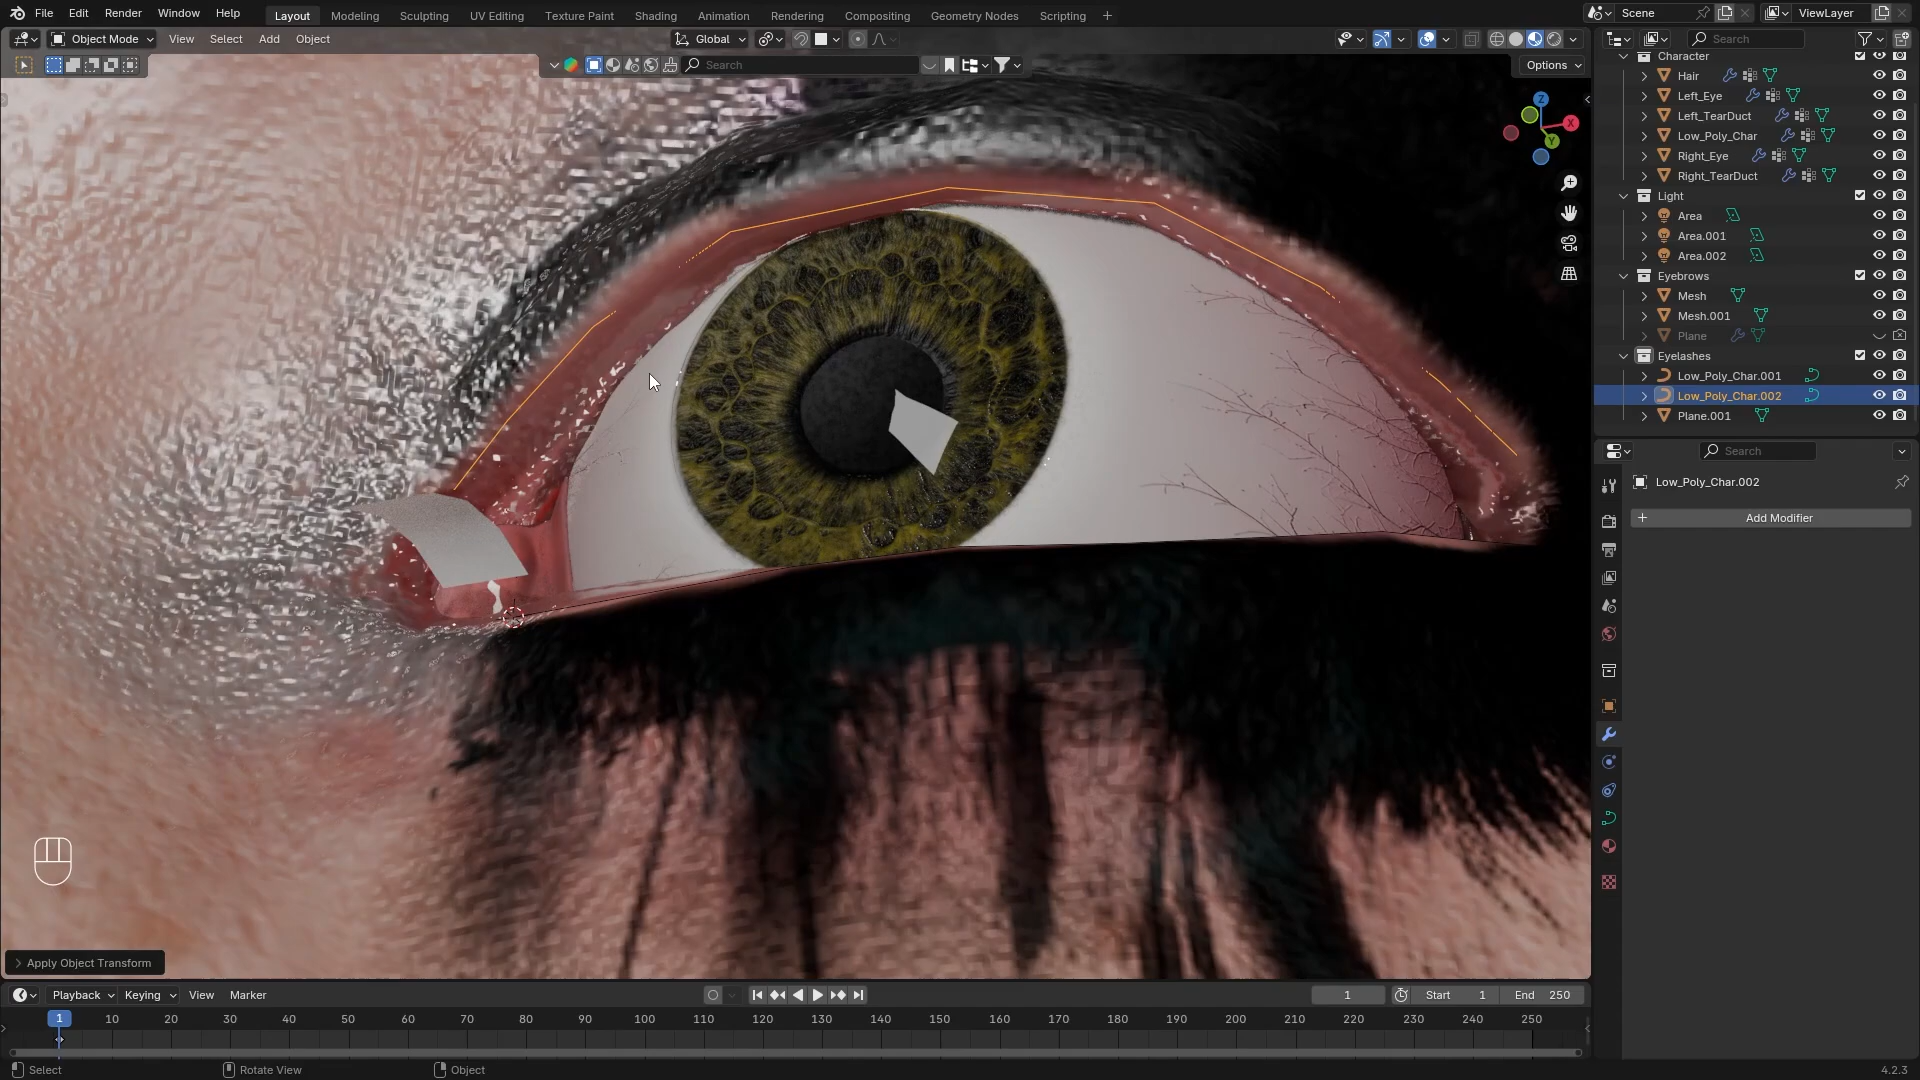 File Edit Render Window Help Layout Modeling Sculpting UV Editing Texture Paint Shading Animation Rendering Compositing Geometry Nodes Scripting + Scene ViewLayer
Object Mode View Select Add Object Global Search
Search Options
Character
Hair
Left_Eye
Left_TearDuct
Low_Poly_Char
Right_Eye
Right_TearDuct
Light
Area
Area.001
Area.002
Eyebrows
Mesh
Mesh.001
Plane
Eyelashes
Low_Poly_Char.001
Low_Poly_Char.002
Plane.001
Search
Low_Poly_Char.002
+ Add Modifier
Z
X
Y
Apply Object Transform
Playback Keying View Marker 1 Start 1 End 250
1 10 20 30 40 50 60 70 80 90 100 110 120 130 140 150 160 170 180 190 200 210 220 230 240 250
Select Rotate View Object 4.2.3